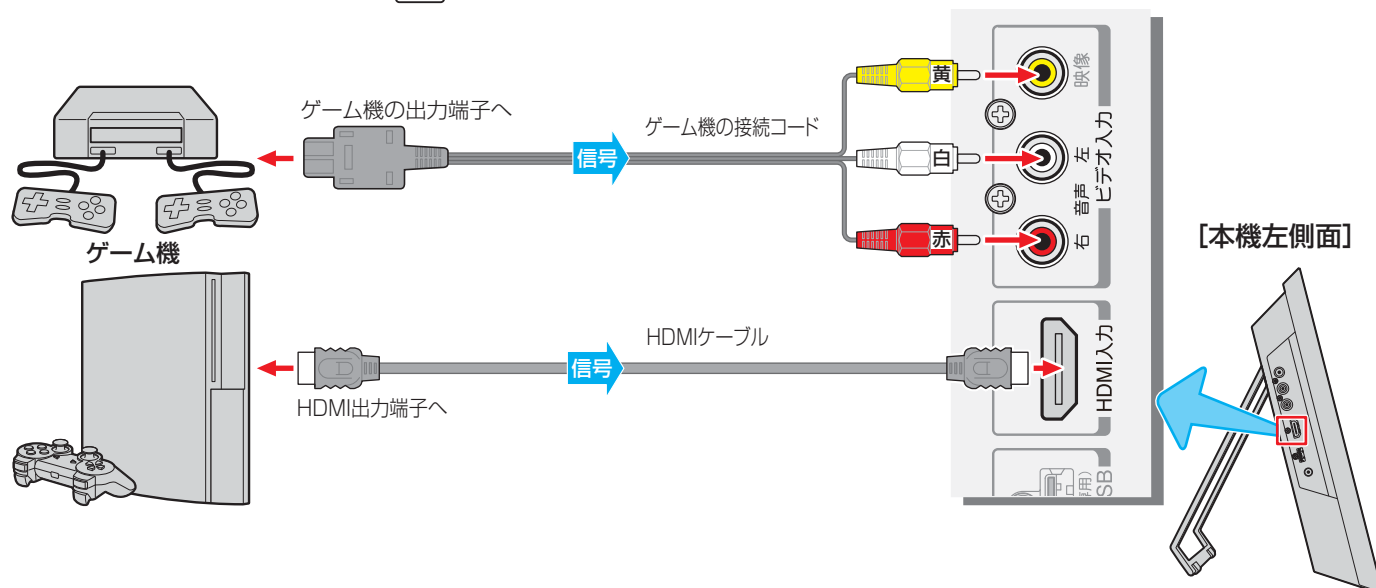 ゲーム機の出力端子へ
信号
ゲーム機の接続コード
黄
白
赤
映像
左
音声
右
ビデオ入力
ゲーム機
[本機左側面]
HDMIケーブル
信号
HDMI出力端子へ
HDMI入力
専用)
SB